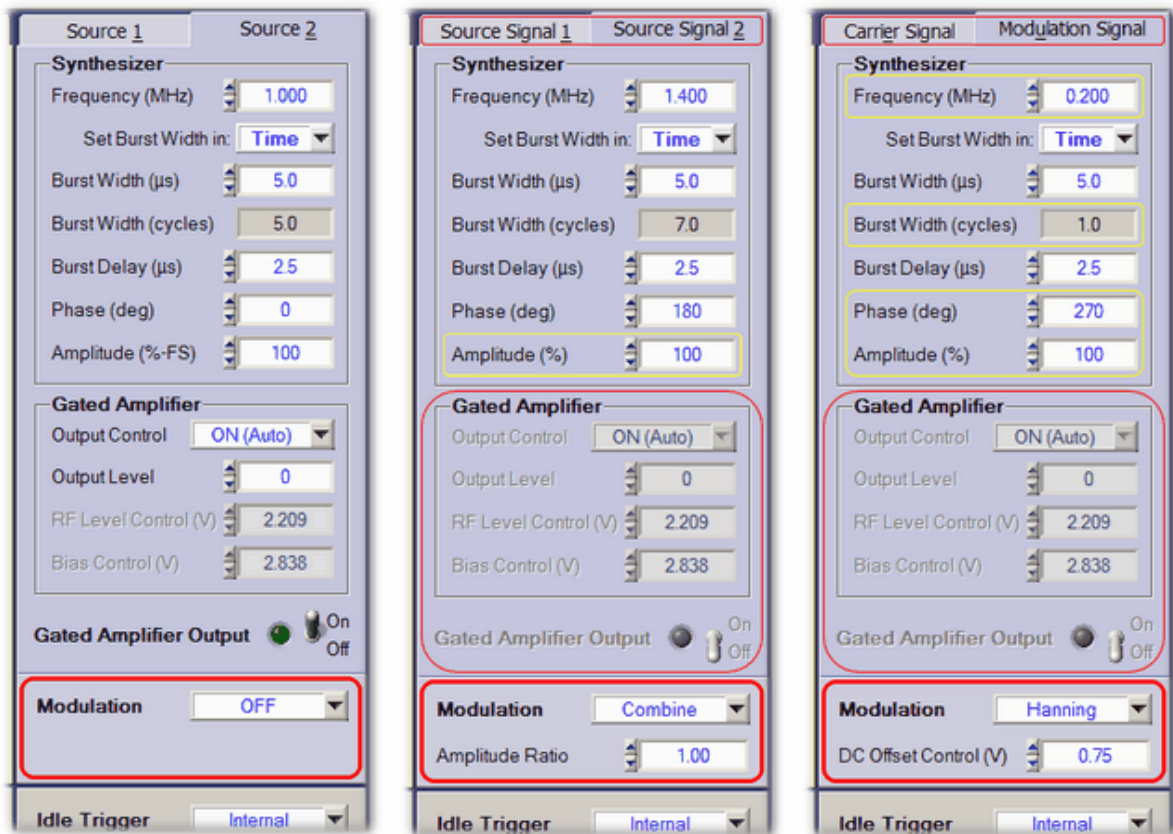 Source 1 Source 2
Synthesizer
Frequency (MHz) 1.000
Set Burst Width in: Time
Burst Width (µs) 5.0
Burst Width (cycles) 5.0
Burst Delay (µs) 2.5
Phase (deg) 0
Amplitude (%-FS) 100
Gated Amplifier
Output Control ON (Auto)
Output Level 0
RF Level Control (V) 2.209
Bias Control (V) 2.838
Gated Amplifier Output On
Off
Modulation OFF
Idle Trigger Internal
Source Signal 1 Source Signal 2
Synthesizer
Frequency (MHz) 1.400
Set Burst Width in: Time
Burst Width (µs) 5.0
Burst Width (cycles) 7.0
Burst Delay (µs) 2.5
Phase (deg) 180
Amplitude (%) 100
Gated Amplifier
Output Control ON (Auto)
Output Level 0
RF Level Control (V) 2.209
Bias Control (V) 2.838
Gated Amplifier Output On
Off
Modulation Combine
Amplitude Ratio 1.00
Idle Trigger Internal
Carrier Signal Modulation Signal
Synthesizer
Frequency (MHz) 0.200
Set Burst Width in: Time
Burst Width (µs) 5.0
Burst Width (cycles) 1.0
Burst Delay (µs) 2.5
Phase (deg) 270
Amplitude (%) 100
Gated Amplifier
Output Control ON (Auto)
Output Level 0
RF Level Control (V) 2.209
Bias Control (V) 2.838
Gated Amplifier Output On
Off
Modulation Hanning
DC Offset Control (V) 0.75
Idle Trigger Internal